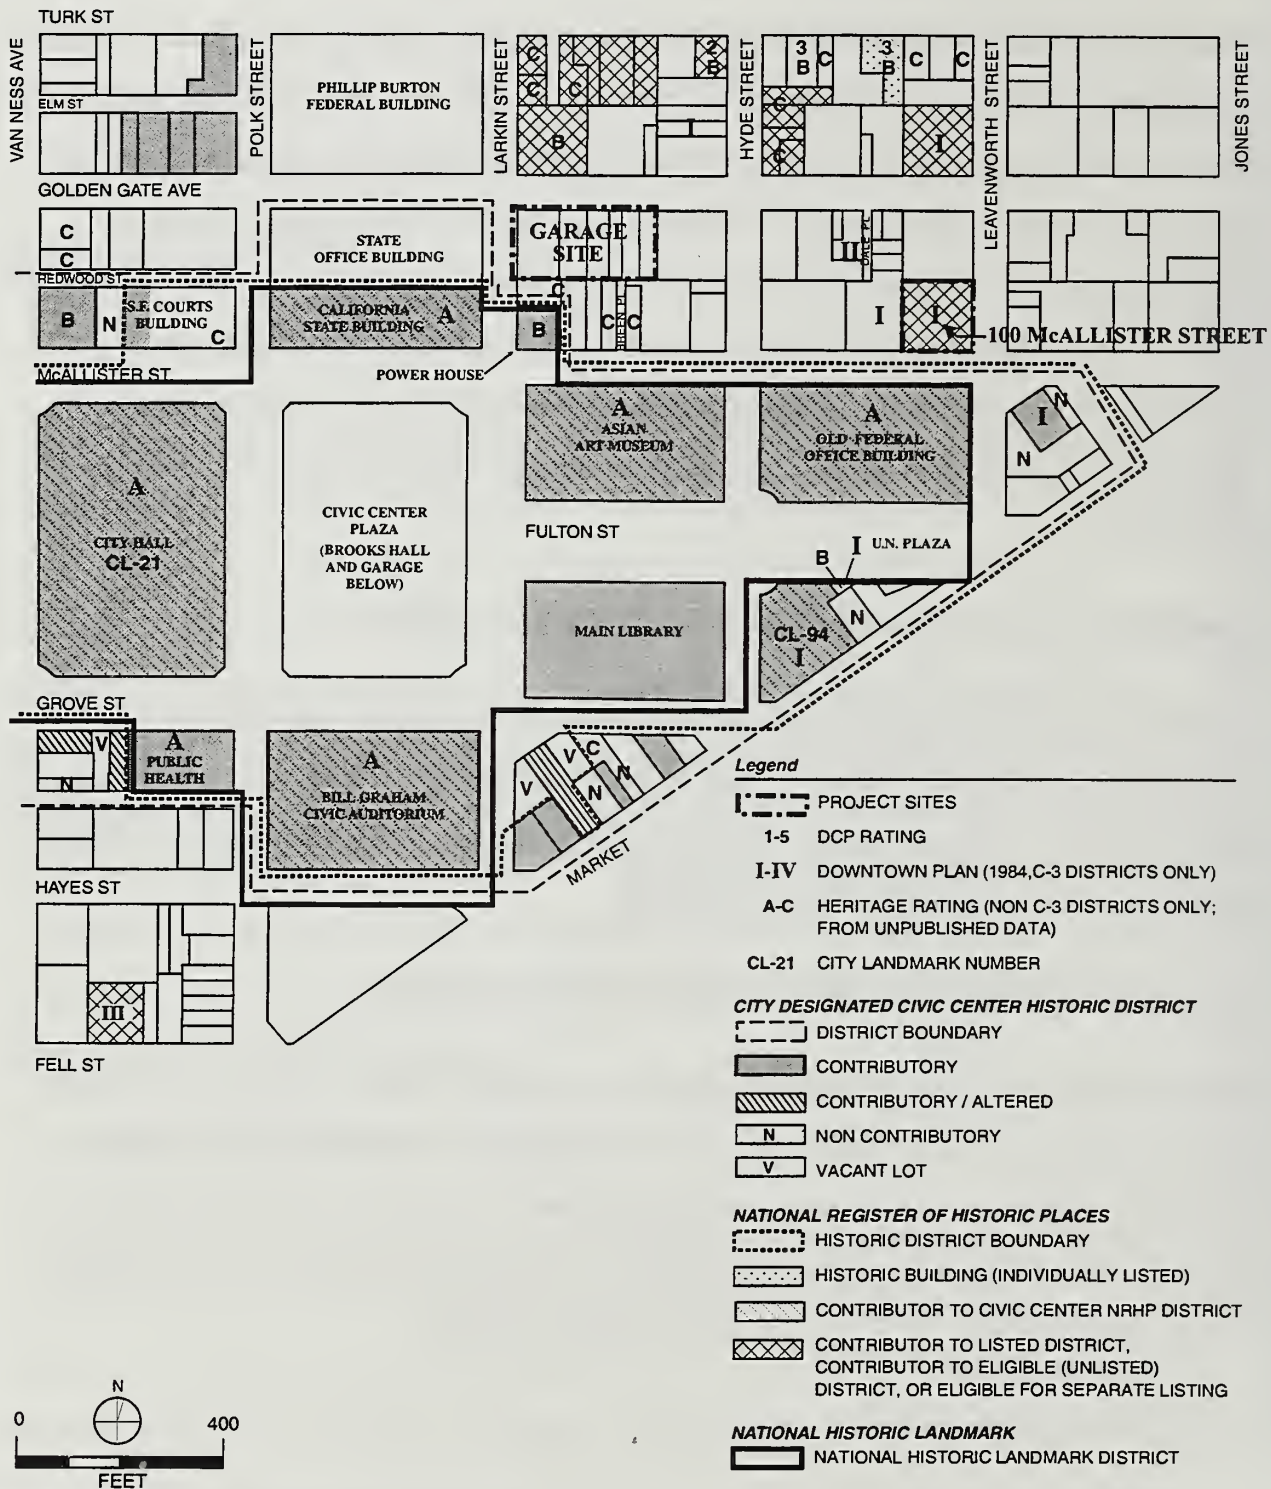 TURK ST
VAN NESS AVE
POLK STREET
LARKIN STREET
HYDE STREET
LEAVENWORTH STREET
JONES STREET
ELM ST
PHILLIP BURTON
FEDERAL BUILDING
C
C
C
2
B
3
B
C
3
B
C
C
B
C
C
I
GOLDEN GATE AVE
C
C
REDWOOD ST
STATE
OFFICE BUILDING
GARAGE
SITE
II
DALE PL
B
N
S.F. COURTS
BUILDING
C
CALIFORNIA
STATE BUILDING
A
C
B
C
C
I
I
100 McALLISTER STREET
McALLISTER ST.
POWER HOUSE
A
ASIAN
ART MUSEUM
A
OLD FEDERAL
OFFICE BUILDING
I
N
N
A
CITY HALL
CL-21
CIVIC CENTER
PLAZA
(BROOKS HALL
AND GARAGE
BELOW)
FULTON ST
I U.N. PLAZA
B
N
MAIN LIBRARY
CL-94
I
GROVE ST
V
N
A
PUBLIC
HEALTH
A
BILL GRAHAM
CIVIC AUDITORIUM
V
V
C
N
N
MARKET
HAYES ST
III
FELL ST
Legend
PROJECT SITES
1-5 DCP RATING
I-IV DOWNTOWN PLAN (1984,C-3 DISTRICTS ONLY)
A-C HERITAGE RATING (NON C-3 DISTRICTS ONLY;
FROM UNPUBLISHED DATA)
CL-21 CITY LANDMARK NUMBER
CITY DESIGNATED CIVIC CENTER HISTORIC DISTRICT
DISTRICT BOUNDARY
CONTRIBUTORY
CONTRIBUTORY / ALTERED
N NON CONTRIBUTORY
V VACANT LOT
NATIONAL REGISTER OF HISTORIC PLACES
HISTORIC DISTRICT BOUNDARY
HISTORIC BUILDING (INDIVIDUALLY LISTED)
CONTRIBUTOR TO CIVIC CENTER NRHP DISTRICT
CONTRIBUTOR TO LISTED DISTRICT,
CONTRIBUTOR TO ELIGIBLE (UNLISTED)
DISTRICT, OR ELIGIBLE FOR SEPARATE LISTING
NATIONAL HISTORIC LANDMARK
NATIONAL HISTORIC LANDMARK DISTRICT
N
0 400
FEET